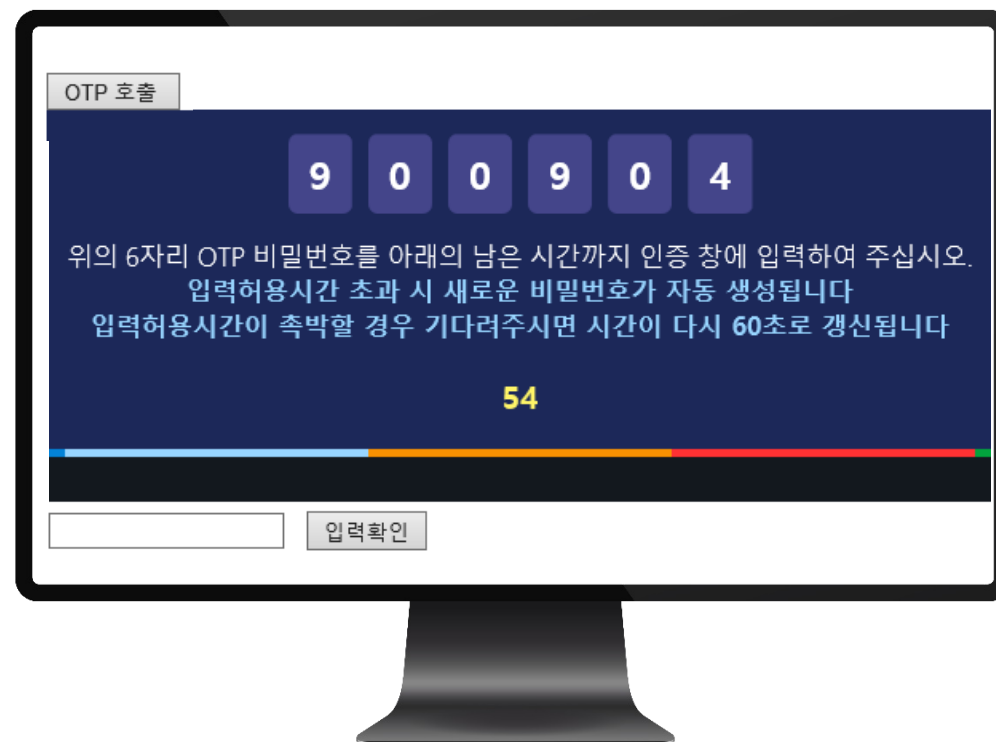 OTP 호출
9 0 0 9 0 4
위의 6자리 OTP 비밀번호를 아래의 남은 시간까지 인증 창에 입력하여 주십시오.
입력허용시간 초과 시 새로운 비밀번호가 자동 생성됩니다
입력허용시간이 촉박할 경우 기다려주시면 시간이 다시 60초로 갱신됩니다
54
입력확인